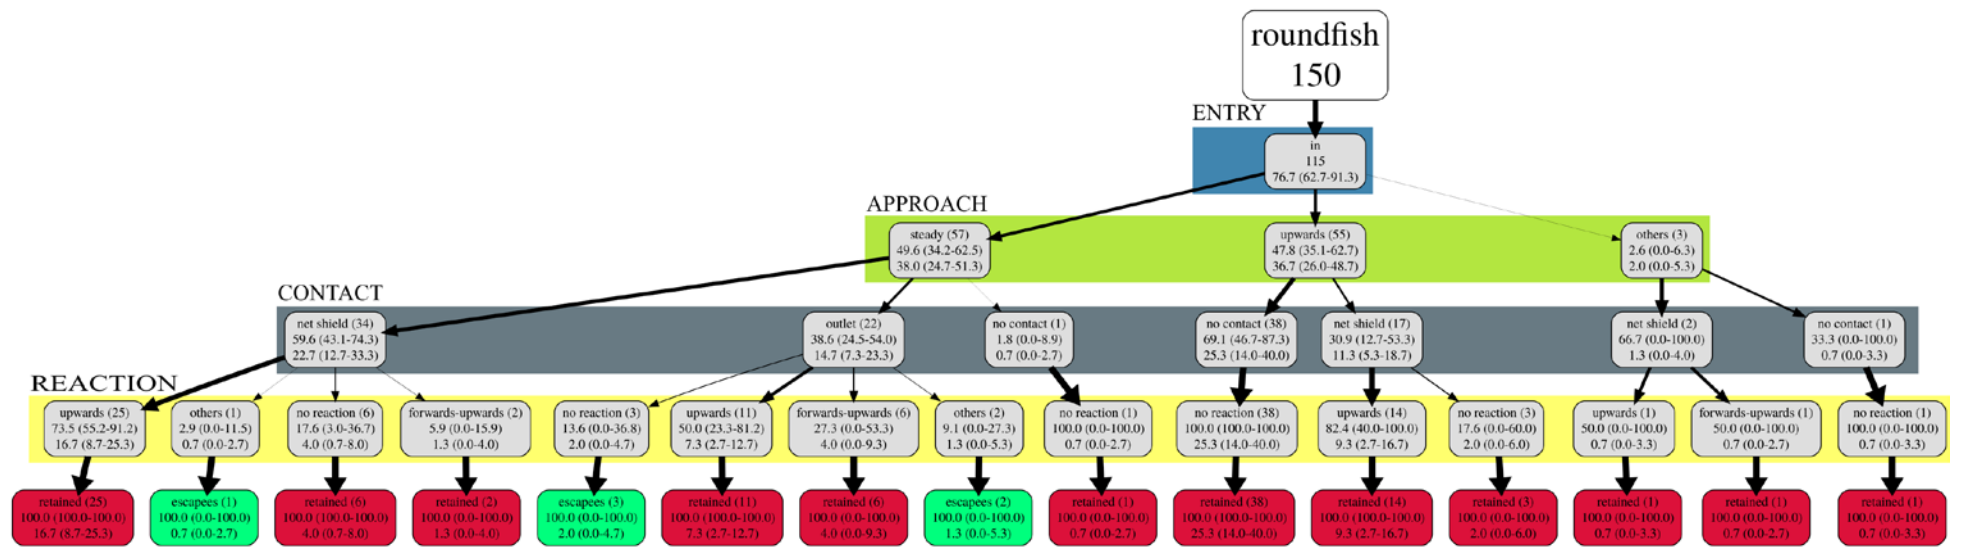 roundfish
150
ENTRY
in
115
76.7 (62.7-91.3)
APPROACH
steady (57)
49.6 (34.2-62.5)
38.0 (24.7-51.3)
upwards (55)
47.8 (35.1-62.7)
36.7 (26.0-48.7)
others (3)
2.6 (0.0-6.3)
2.0 (0.0-5.3)
CONTACT
net shield (34)
59.6 (43.1-74.3)
22.7 (12.7-33.3)
outlet (22)
38.6 (24.5-54.0)
14.7 (7.3-23.3)
no contact (1)
1.8 (0.0-8.9)
0.7 (0.0-2.7)
no contact (38)
69.1 (46.7-87.3)
25.3 (14.0-40.0)
net shield (17)
30.9 (12.7-53.3)
11.3 (5.3-18.7)
net shield (2)
66.7 (0.0-100.0)
1.3 (0.0-4.0)
no contact (1)
33.3 (0.0-100.0)
0.7 (0.0-3.3)
REACTION
upwards (25)
73.5 (55.2-91.2)
16.7 (8.7-25.3)
others (1)
2.9 (0.0-11.5)
0.7 (0.0-2.7)
no reaction (6)
17.6 (3.0-36.7)
4.0 (0.7-8.0)
forwards-upwards (2)
5.9 (0.0-15.9)
1.3 (0.0-4.0)
no reaction (3)
13.6 (0.0-36.8)
2.0 (0.0-4.7)
upwards (11)
50.0 (23.3-81.2)
7.3 (2.7-12.7)
forwards-upwards (6)
27.3 (0.0-53.3)
4.0 (0.0-9.3)
others (2)
9.1 (0.0-27.3)
1.3 (0.0-5.3)
no reaction (1)
100.0 (0.0-100.0)
0.7 (0.0-2.7)
no reaction (38)
100.0 (100.0-100.0)
25.3 (14.0-40.0)
upwards (14)
82.4 (40.0-100.0)
9.3 (2.7-16.7)
no reaction (3)
17.6 (0.0-60.0)
2.0 (0.0-6.0)
upwards (1)
50.0 (0.0-100.0)
0.7 (0.0-3.3)
forwards-upwards (1)
50.0 (0.0-100.0)
0.7 (0.0-2.7)
no reaction (1)
100.0 (0.0-100.0)
0.7 (0.0-3.3)
retained (25)
100.0 (100.0-100.0)
16.7 (8.7-25.3)
escapees (1)
100.0 (0.0-100.0)
0.7 (0.0-2.7)
retained (6)
100.0 (100.0-100.0)
4.0 (0.7-8.0)
retained (2)
100.0 (0.0-100.0)
1.3 (0.0-4.0)
escapees (3)
100.0 (0.0-100.0)
2.0 (0.0-4.7)
retained (11)
100.0 (100.0-100.0)
7.3 (2.7-12.7)
retained (6)
100.0 (0.0-100.0)
4.0 (0.0-9.3)
escapees (2)
100.0 (0.0-100.0)
1.3 (0.0-5.3)
retained (1)
100.0 (0.0-100.0)
0.7 (0.0-2.7)
retained (38)
100.0 (100.0-100.0)
25.3 (14.0-40.0)
retained (14)
100.0 (100.0-100.0)
9.3 (2.7-16.7)
retained (3)
100.0 (0.0-100.0)
2.0 (0.0-6.0)
retained (1)
100.0 (0.0-100.0)
0.7 (0.0-3.3)
retained (1)
100.0 (0.0-100.0)
0.7 (0.0-2.7)
retained (1)
100.0 (0.0-100.0)
0.7 (0.0-3.3)